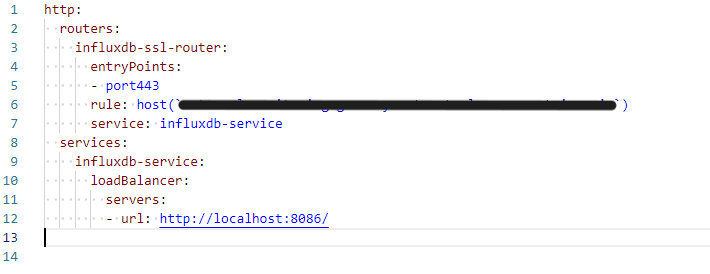 1 http:
2 routers:
3 influxdb-ssl-router:
4 entryPoints:
5 - port443
6 rule: host(``)
7 service: influxdb-service
8 services:
9 influxdb-service:
10 loadBalancer:
11 servers:
12 - url: http://localhost:8086/
13
14